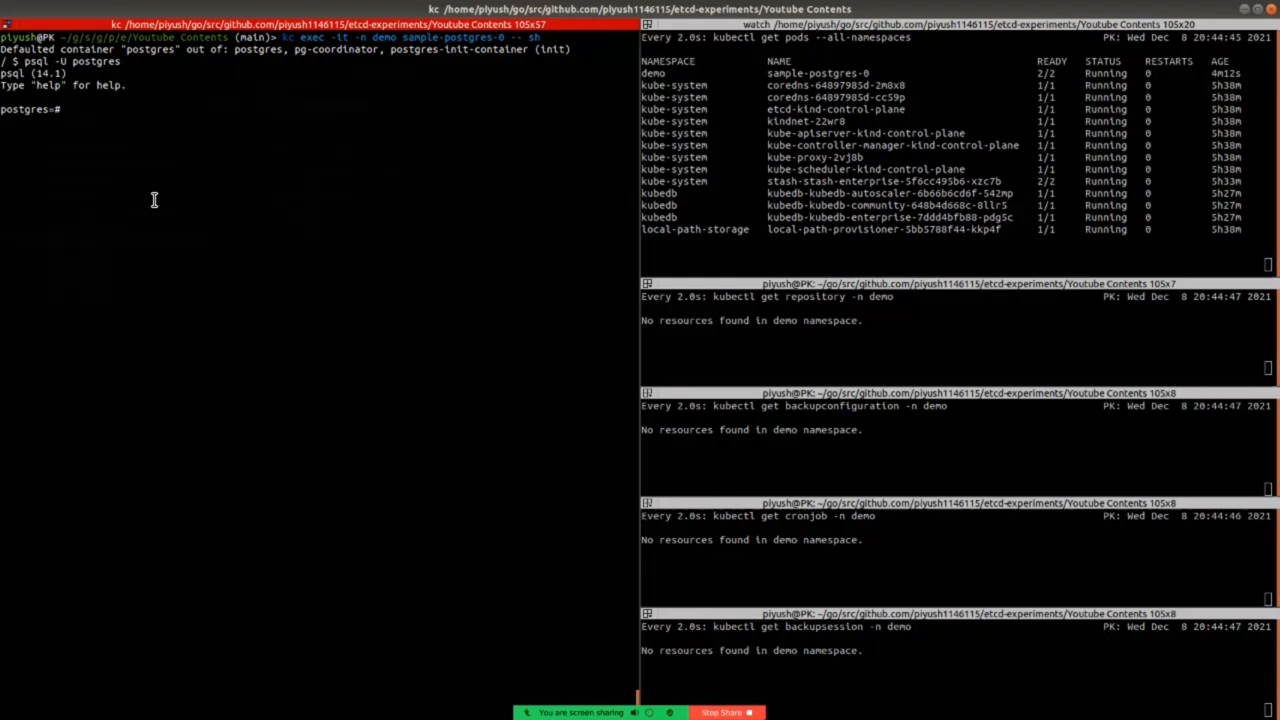 kc /home/piyush/go/src/github.com/piyush1146115/etcd-experiments/Youtube Contents
kc /home/piyush/go/src/github.com/piyush1146115/etcd-experiments/Youtube Contents 105x57
piyush@PK ~/g/s/g/p/e/Youtube Contents (main)> kc exec -it -n demo sample-postgres-0 -- sh
Defaulted container "postgres" out of: postgres, pg-coordinator, postgres-init-container (init)
/ $ psql -U postgres
psql (14.1)
Type "help" for help.
postgres=#
watch /home/piyush/go/src/github.com/piyush1146115/etcd-experiments/Youtube Contents 105x20
Every 2.0s: kubectl get pods --all-namespaces PK: Wed Dec 8 20:44:45 2021
NAMESPACE NAME READY STATUS RESTARTS AGE
demo sample-postgres-0 2/2 Running 0 4m12s
kube-system coredns-64897985d-2m8x8 1/1 Running 0 5h38m
kube-system coredns-64897985d-cc59p 1/1 Running 0 5h38m
kube-system etcd-kind-control-plane 1/1 Running 0 5h38m
kube-system kindnet-22wr8 1/1 Running 0 5h38m
kube-system kube-apiserver-kind-control-plane 1/1 Running 0 5h38m
kube-system kube-controller-manager-kind-control-plane 1/1 Running 0 5h38m
kube-system kube-proxy-2vj8b 1/1 Running 0 5h38m
kube-system kube-scheduler-kind-control-plane 1/1 Running 0 5h38m
kube-system stash-stash-enterprise-5f6cc495b6-xzc7b 2/2 Running 0 5h33m
kubedb kubedb-kubedb-autoscaler-6b66b6cd6f-542mp 1/1 Running 0 5h27m
kubedb kubedb-kubedb-community-648b4d668c-8llr5 1/1 Running 0 5h27m
kubedb kubedb-kubedb-enterprise-7ddd4bfb88-pdg5c 1/1 Running 0 5h27m
local-path-storage local-path-provisioner-5bb5788f44-kkp4f 1/1 Running 0 5h38m
piyush@PK: ~/go/src/github.com/piyush1146115/etcd-experiments/Youtube Contents 105x7
Every 2.0s: kubectl get repository -n demo PK: Wed Dec 8 20:44:47 2021
No resources found in demo namespace.
piyush@PK: ~/go/src/github.com/piyush1146115/etcd-experiments/Youtube Contents 105x8
Every 2.0s: kubectl get backupconfiguration -n demo PK: Wed Dec 8 20:44:47 2021
No resources found in demo namespace.
piyush@PK: ~/go/src/github.com/piyush1146115/etcd-experiments/Youtube Contents 105x8
Every 2.0s: kubectl get cronjob -n demo PK: Wed Dec 8 20:44:46 2021
No resources found in demo namespace.
piyush@PK: ~/go/src/github.com/piyush1146115/etcd-experiments/Youtube Contents 105x8
Every 2.0s: kubectl get backupsession -n demo PK: Wed Dec 8 20:44:47 2021
No resources found in demo namespace.
You are screen sharing Stop Share